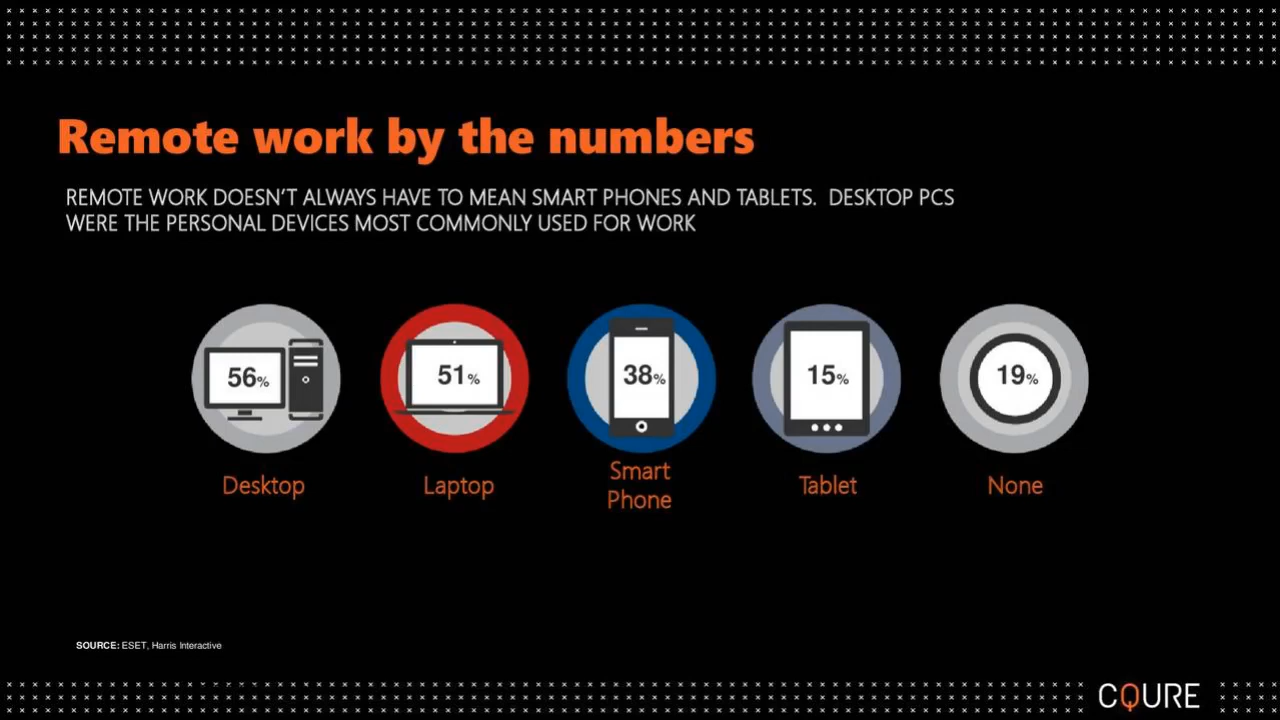 Remote work by the numbers
REMOTE WORK DOESN'T ALWAYS HAVE TO MEAN SMART PHONES AND TABLETS.  DESKTOP PCS
WERE THE PERSONAL DEVICES MOST COMMONLY USED FOR WORK
56%
51%
38%
15%
19%
Desktop
Laptop
Smart
Phone
Tablet
None
SOURCE: ESET, Harris Interactive
CQURE